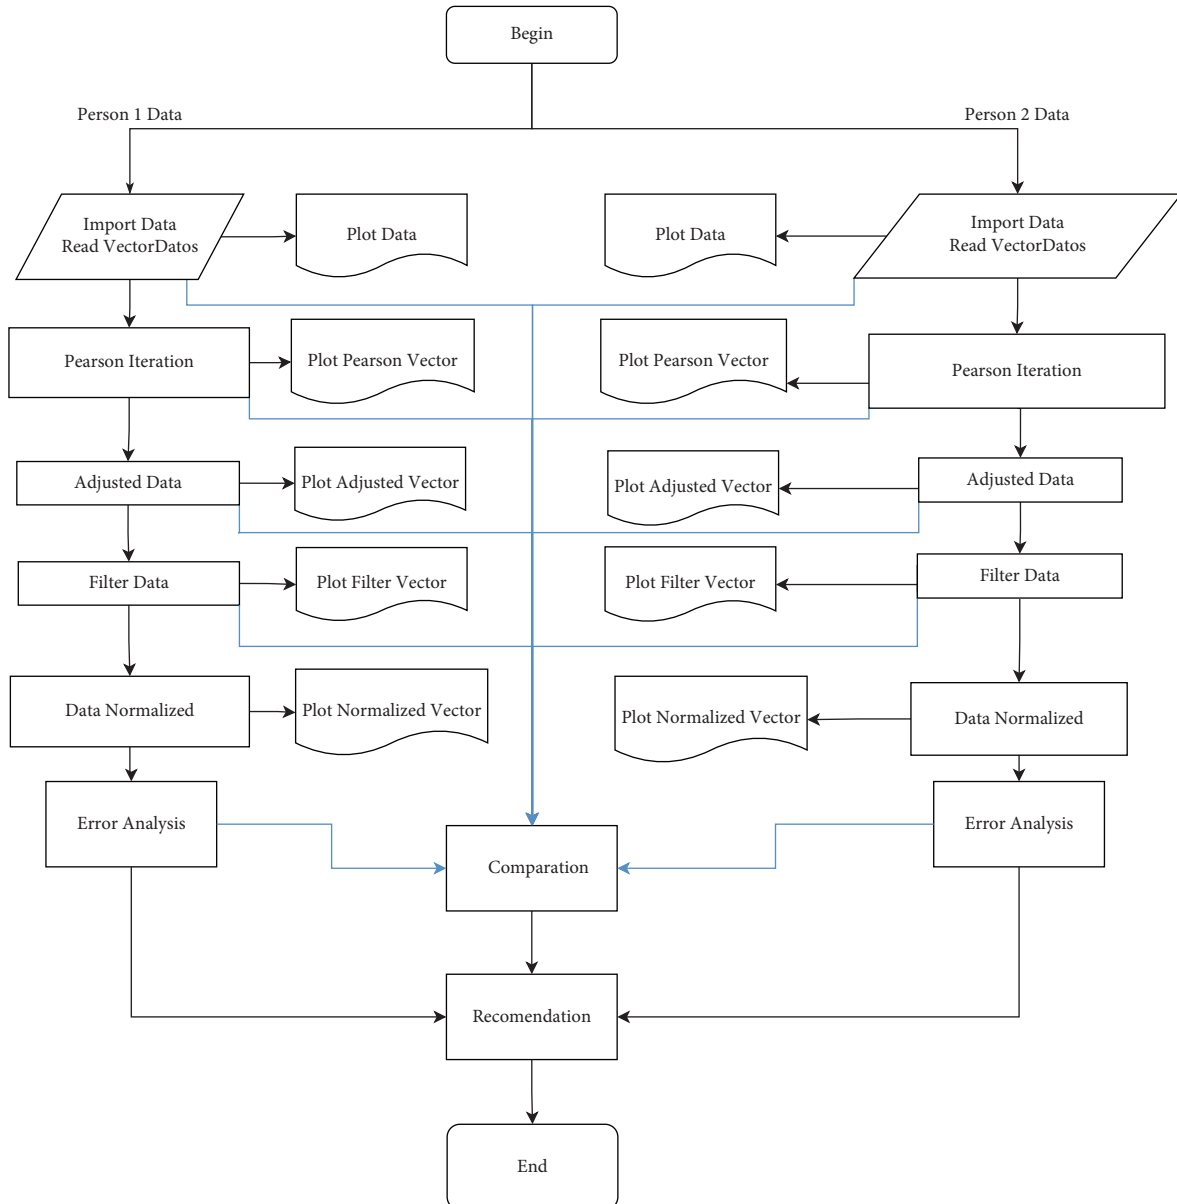 Begin
Person 1 Data
Person 2 Data
Import Data
Read VectorDatos
Plot Data
Plot Data
Import Data
Read VectorDatos
Pearson Iteration
Plot Pearson Vector
Plot Pearson Vector
Pearson Iteration
Adjusted Data
Plot Adjusted Vector
Plot Adjusted Vector
Adjusted Data
Filter Data
Plot Filter Vector
Plot Filter Vector
Filter Data
Data Normalized
Plot Normalized Vector
Plot Normalized Vector
Data Normalized
Error Analysis
Error Analysis
Comparation
Recomendation
End